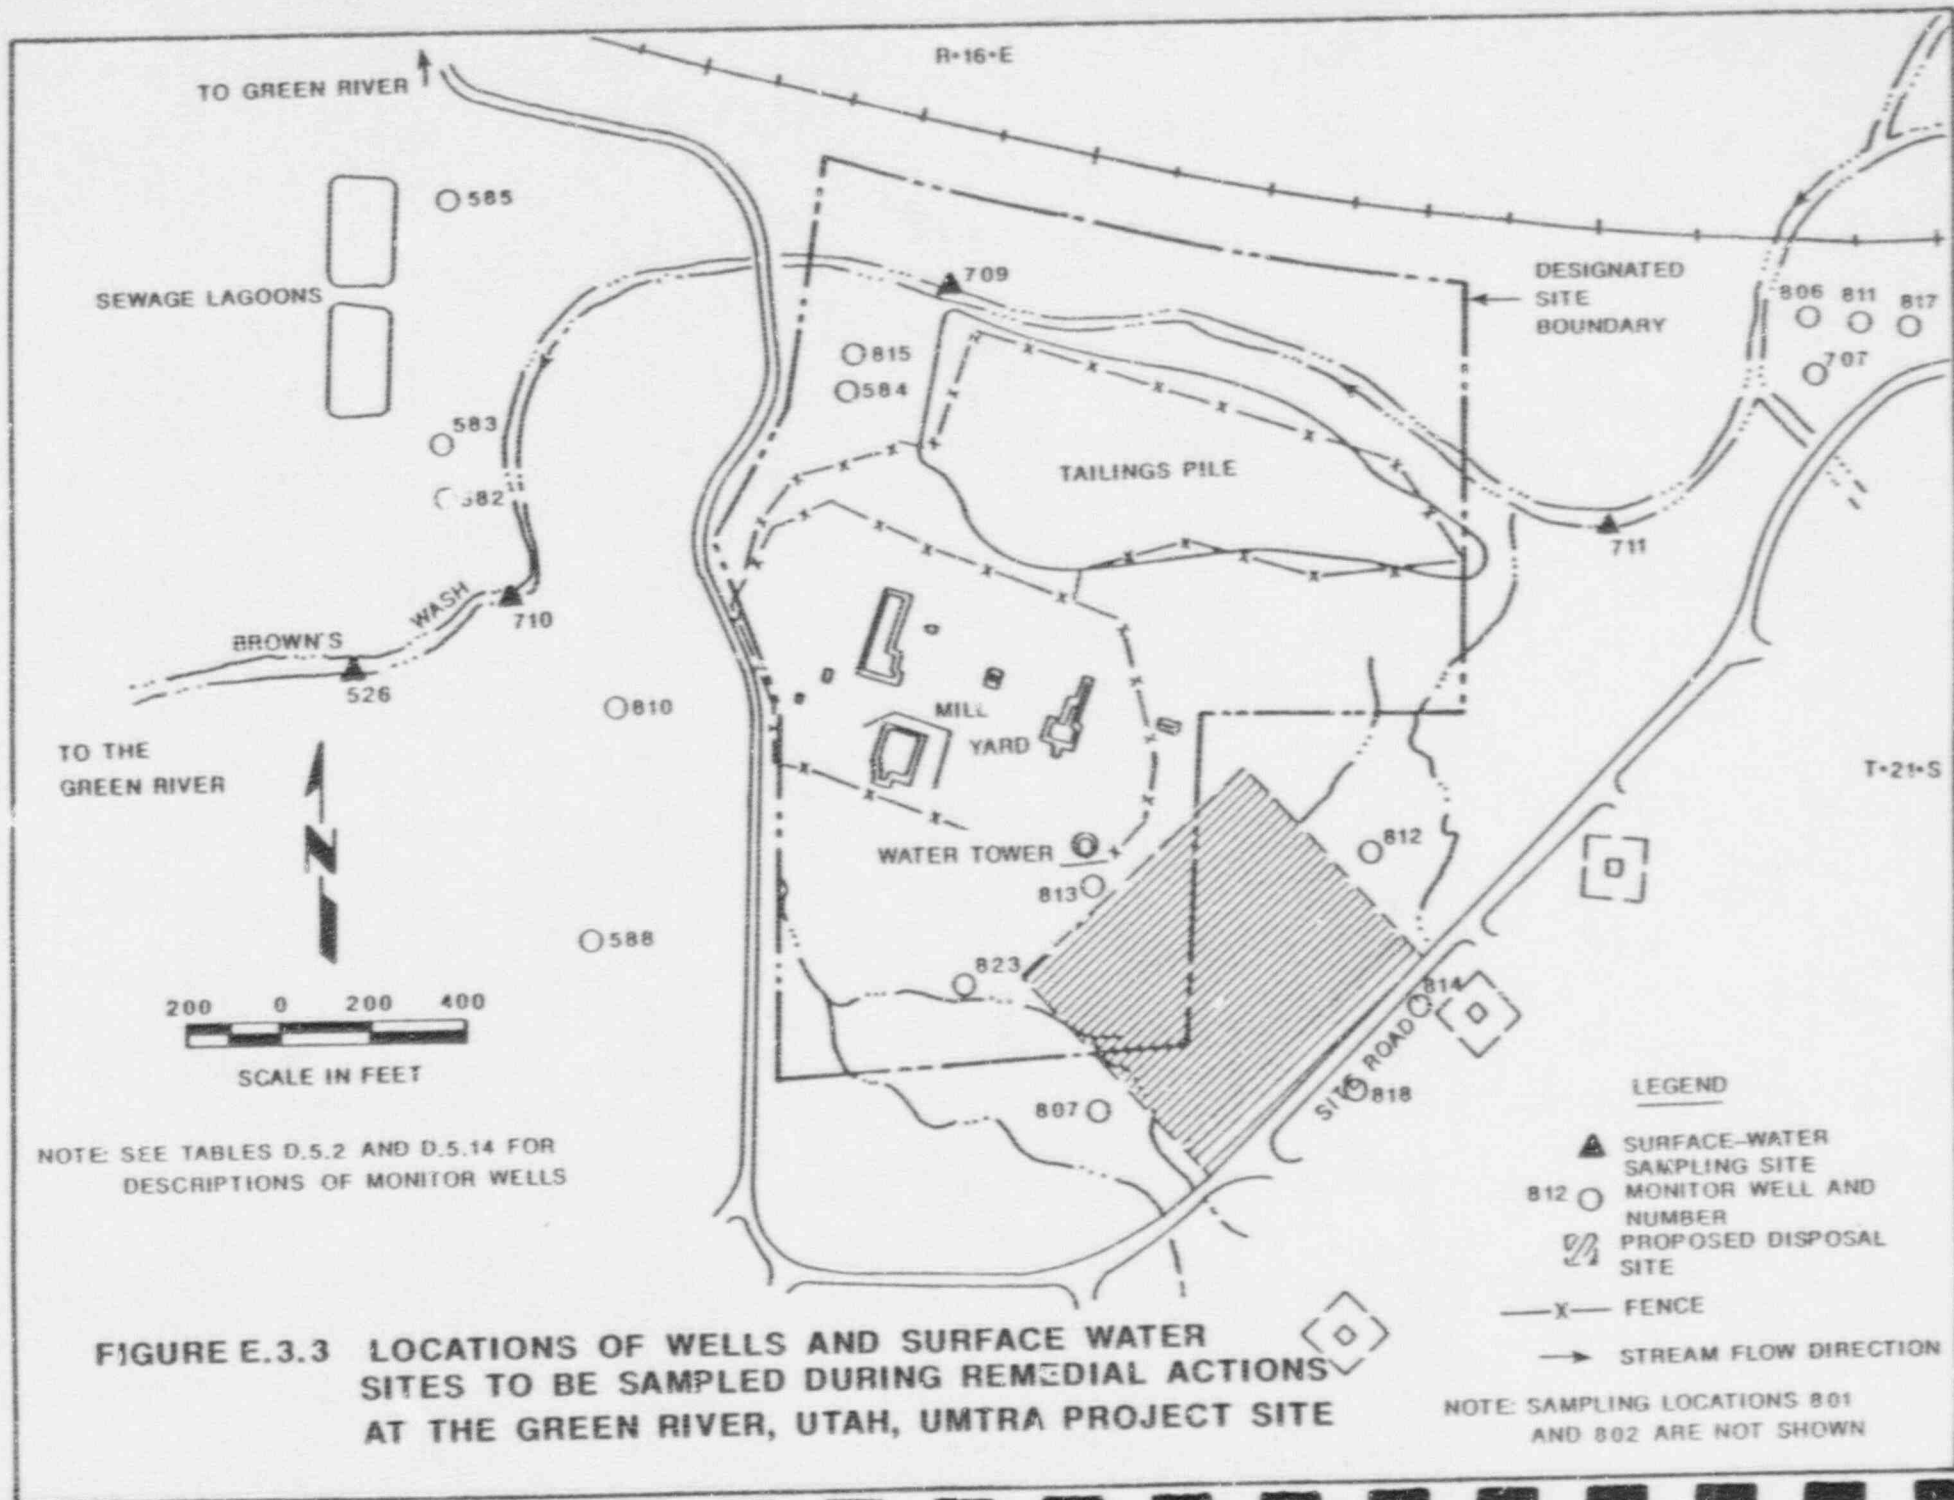 R•16•E
TO GREEN RIVER
585
SEWAGE LAGOONS
709
DESIGNATED
SITE
BOUNDARY
806
811
817
707
815
584
583
582
TAILINGS PILE
711
710
BROWN'S
WASH
526
810
MILL
YARD
TO THE
GREEN RIVER
T•21•S
WATER TOWER
812
813
588
823
814
SITE ROAD
818
807
N
200 0 200 400
SCALE IN FEET
NOTE: SEE TABLES D.5.2 AND D.5.14 FOR
DESCRIPTIONS OF MONITOR WELLS
LEGEND
SURFACE–WATER
SAMPLING SITE
812 MONITOR WELL AND
NUMBER
PROPOSED DISPOSAL
SITE
—x— FENCE
STREAM FLOW DIRECTION
NOTE: SAMPLING LOCATIONS 801
AND 802 ARE NOT SHOWN
FIGURE E.3.3 LOCATIONS OF WELLS AND SURFACE WATER
SITES TO BE SAMPLED DURING REMEDIAL ACTIONS
AT THE GREEN RIVER, UTAH, UMTRA PROJECT SITE